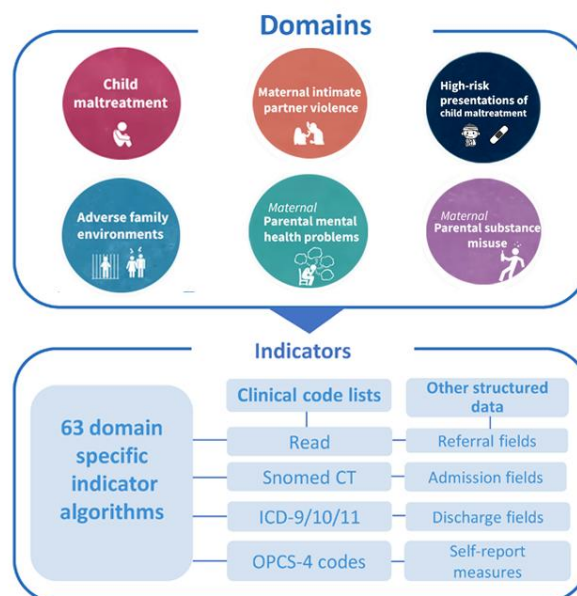 Domains
Child
maltreatment
Maternal intimate
partner violence
High-risk
presentations of
child maltreatment
Adverse family
environments
Maternal
Parental mental
health problems
Maternal
Parental substance
misuse
Indicators
63 domain
specific
indicator
algorithms
Clinical code lists
Other structured
data
Read
Referral fields
Snomed CT
Admission fields
ICD-9/10/11
Discharge fields
OPCS-4 codes
Self-report
measures